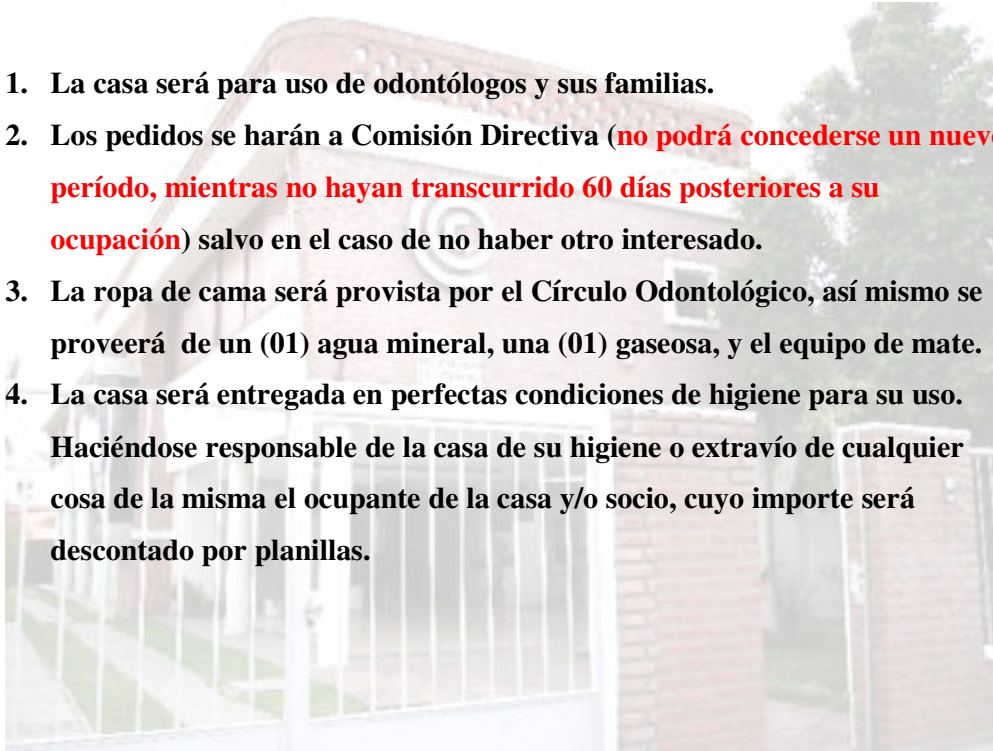 1. La casa será para uso de odontólogos y sus familias.
2. Los pedidos se harán a Comisión Directiva (no podrá concederse un nuevo
período, mientras no hayan transcurrido 60 días posteriores a su
ocupación) salvo en el caso de no haber otro interesado.
3. La ropa de cama será provista por el Círculo Odontológico, así mismo se
proveerá de un (01) agua mineral, una (01) gaseosa, y el equipo de mate.
4. La casa será entregada en perfectas condiciones de higiene para su uso.
Haciéndose responsable de la casa de su higiene o extravío de cualquier
cosa de la misma el ocupante de la casa y/o socio, cuyo importe será
descontado por planillas.